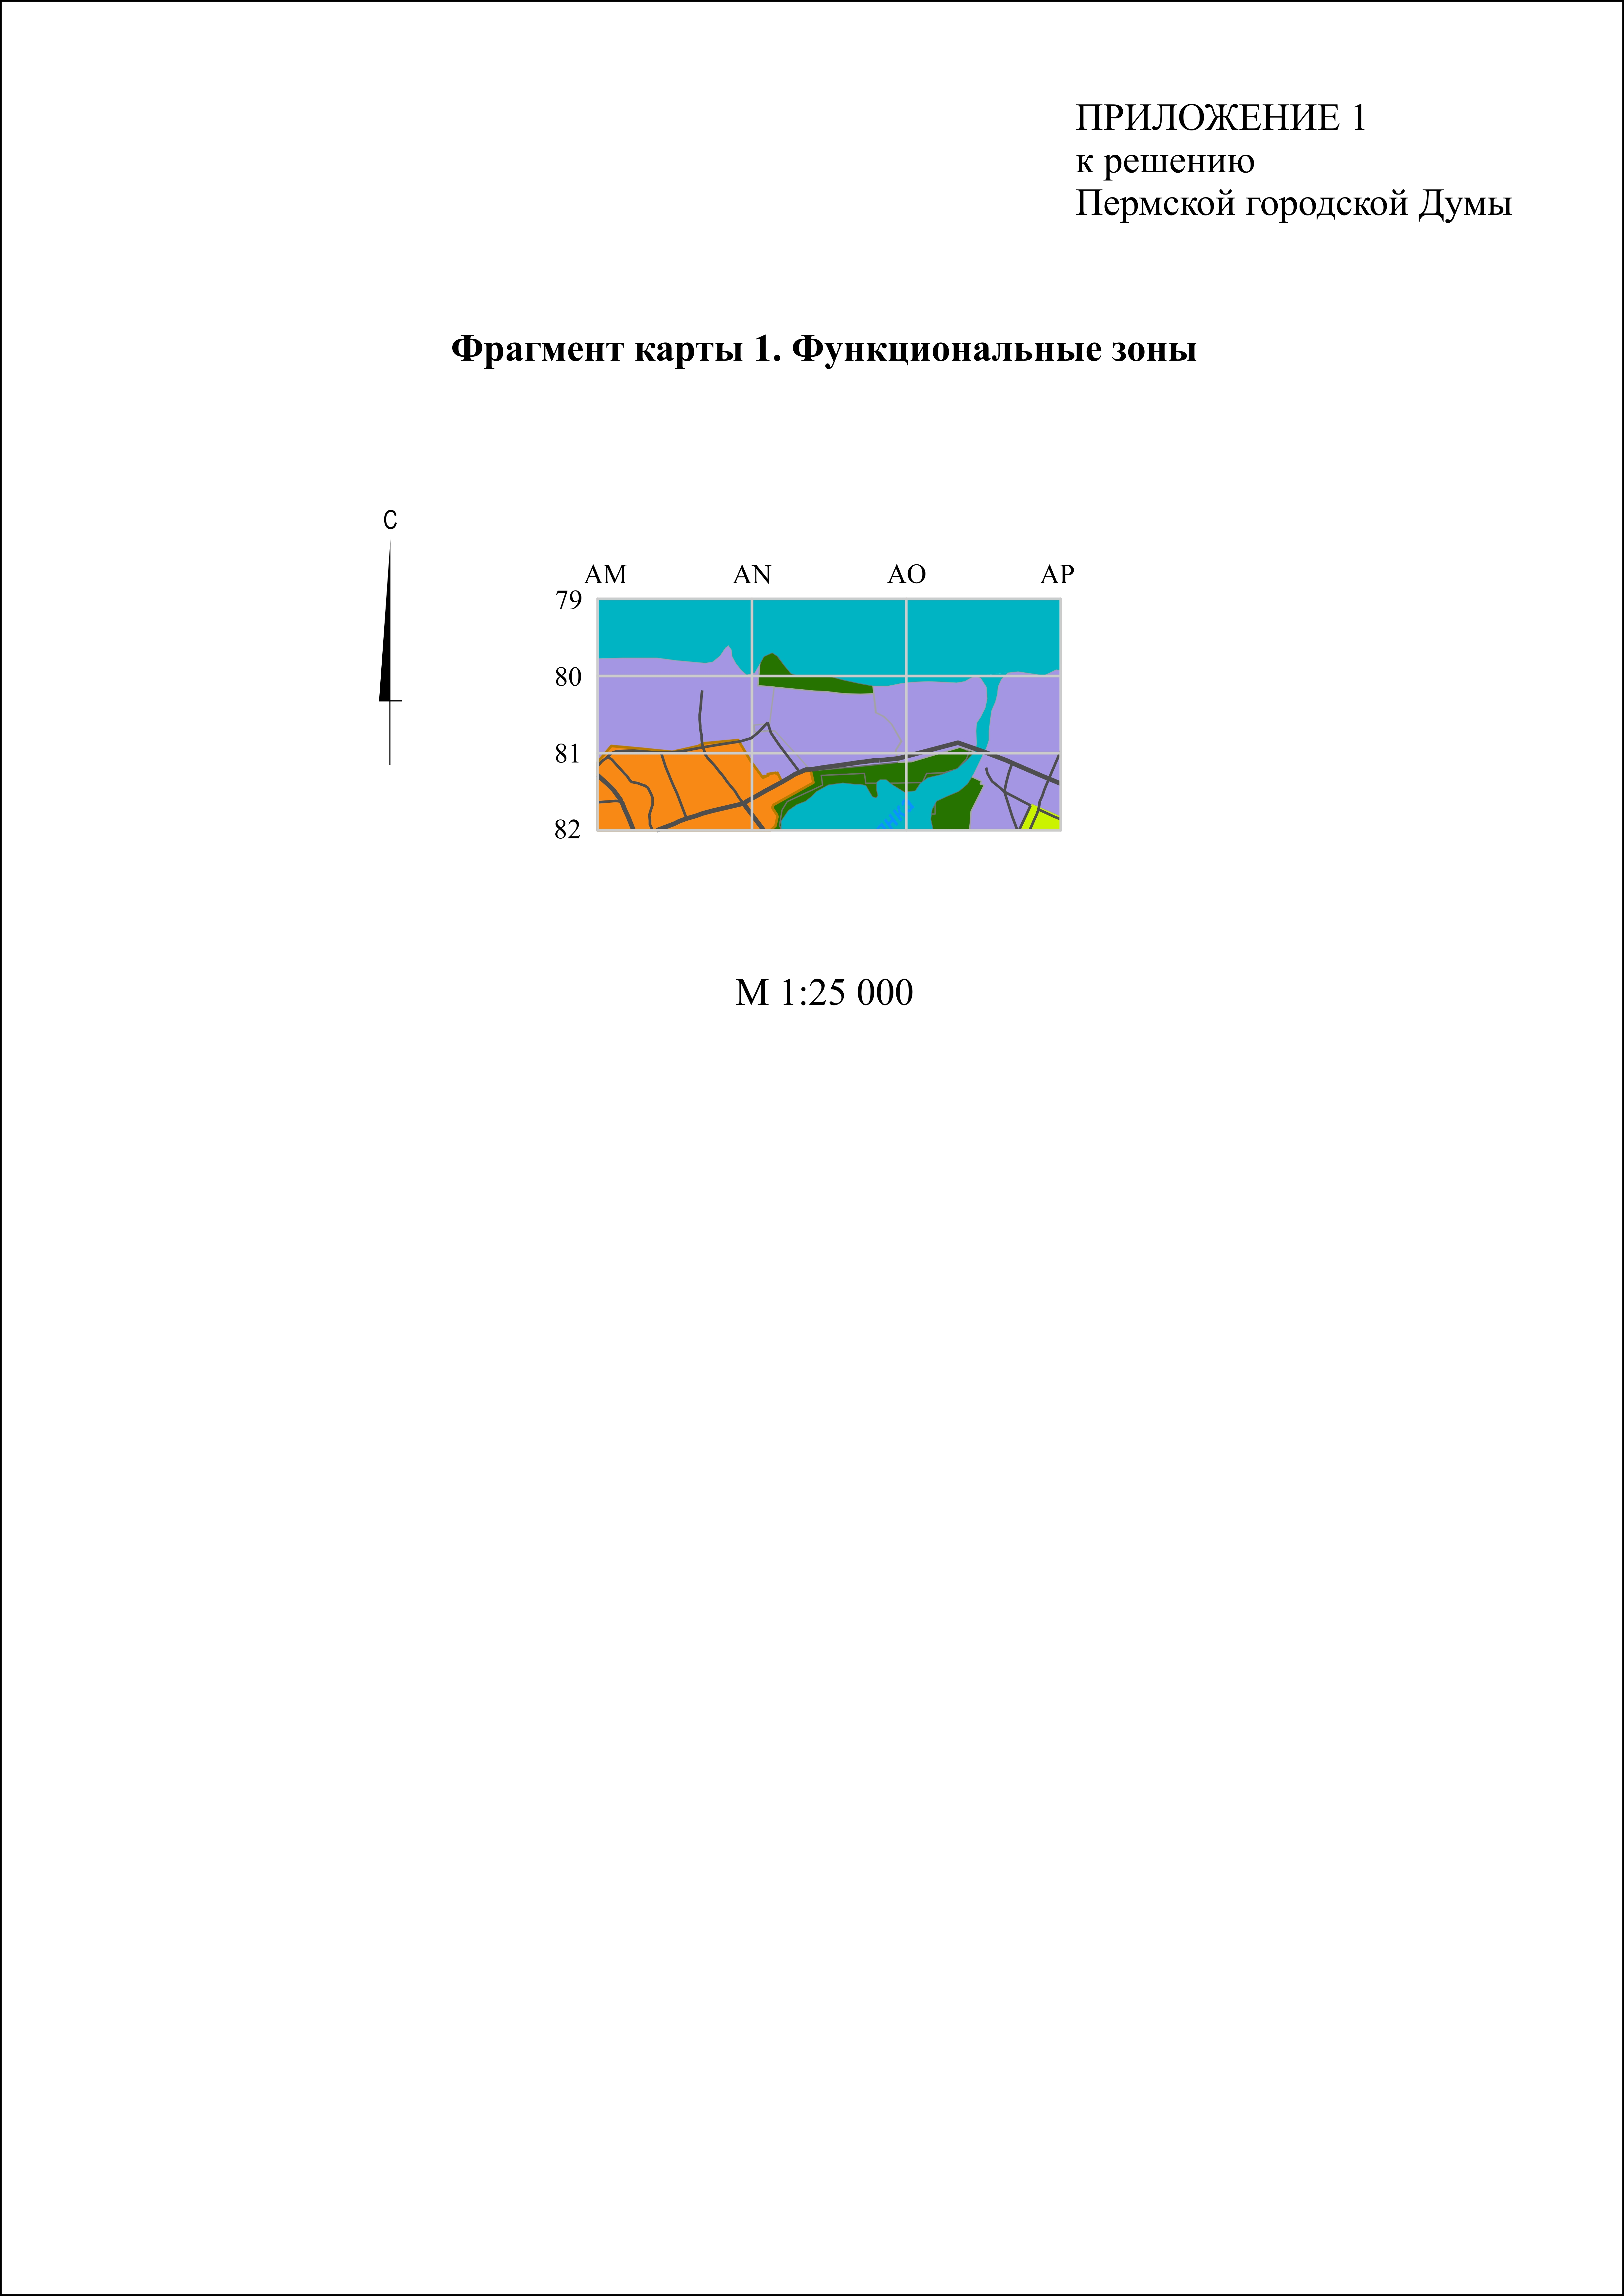 ПРИЛОЖЕНИЕ 1
к решению
Пермской городской Думы
Фрагмент карты 1. Функциональные зоны
С
AM AN AO AP
79
80
81
82
М 1:25 000